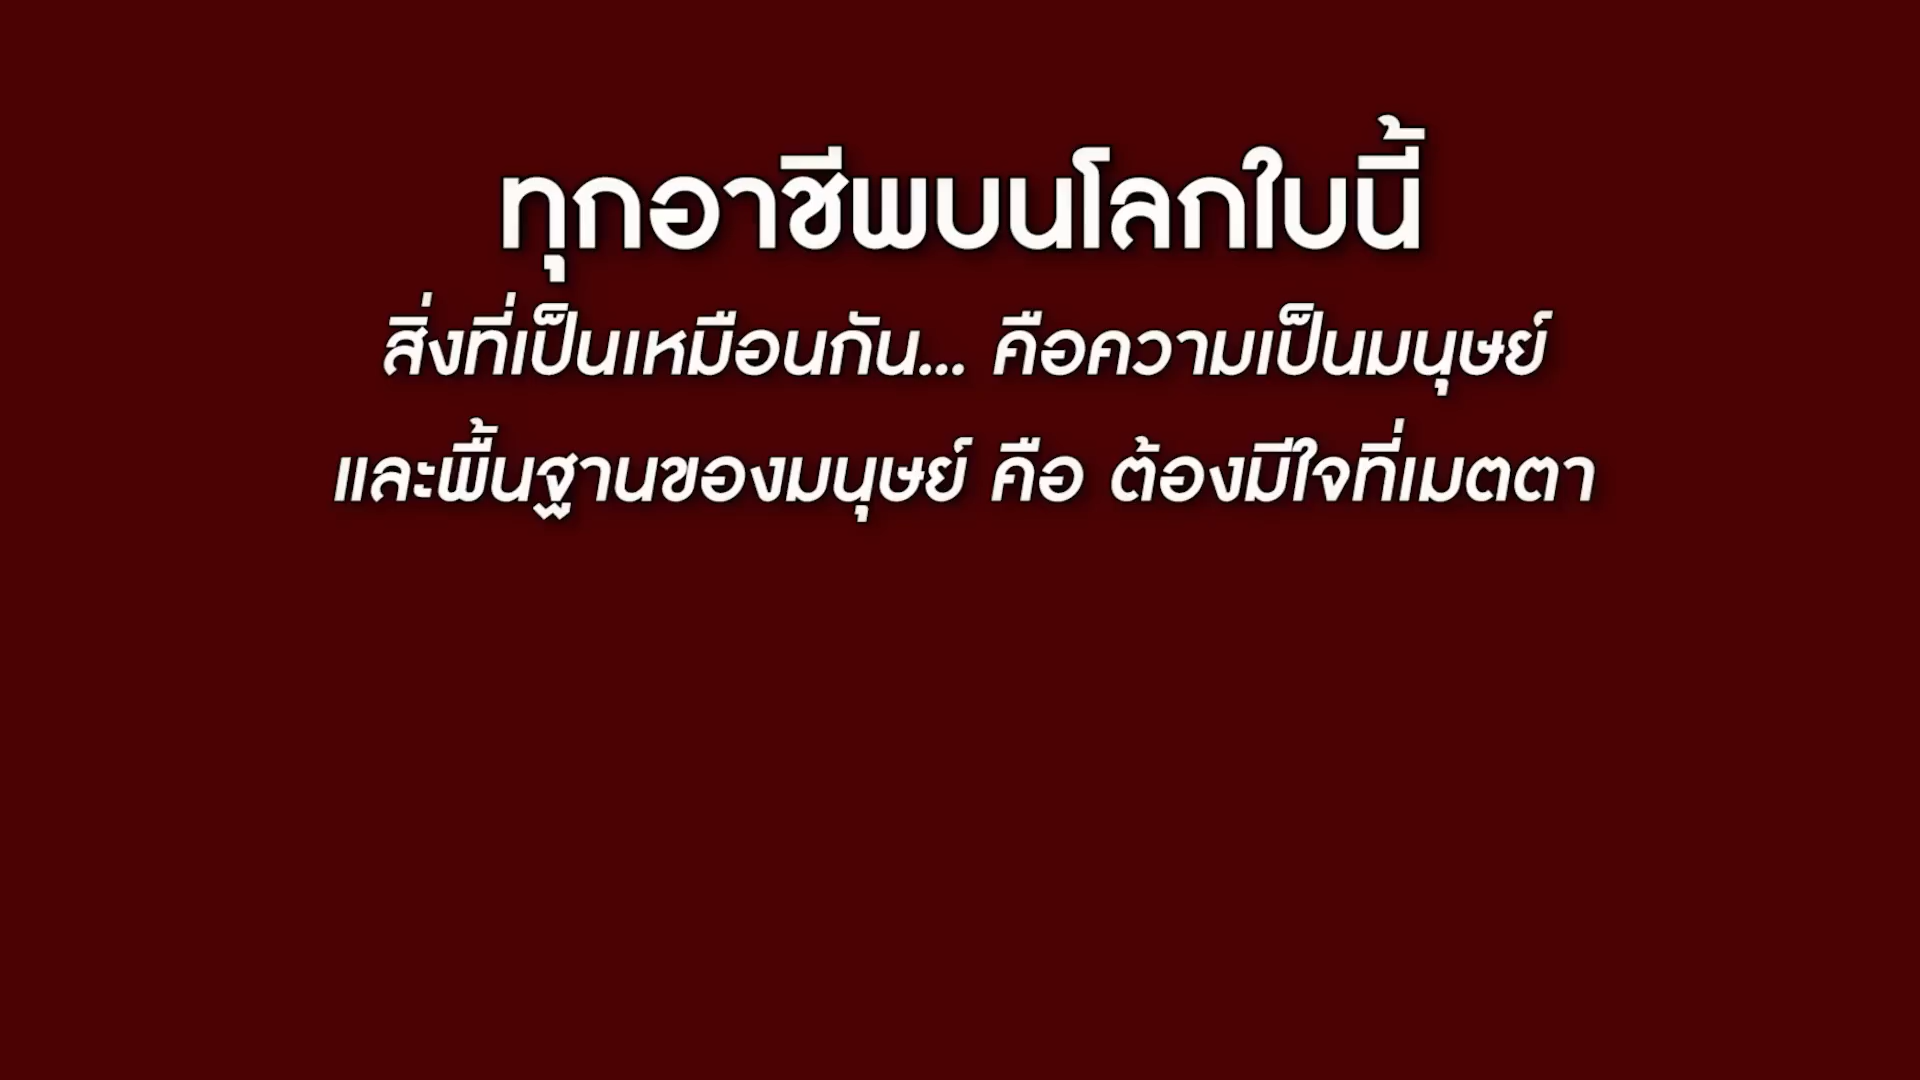 ทุกอาชีพบนโลกใบนี้
สิ่งที่เป็นเหมือนกัน... คือความเป็นมนุษย์
และพื้นฐานของมนุษย์ คือ ต้องมีใจที่เมตตา